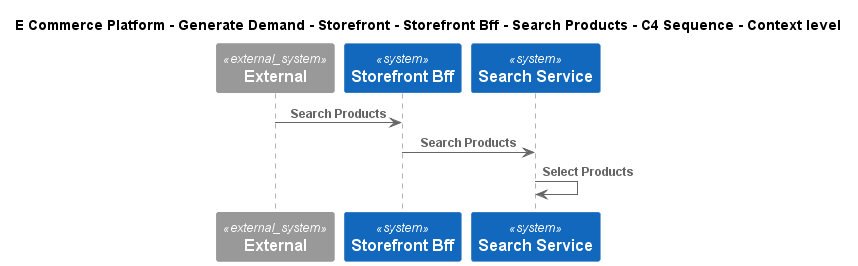 E Commerce Platform - Generate Demand - Storefront - Storefront Bff - Search Products - C4 Sequence - Context level
«external_system» «system» «system»
External Storefront Bff Search Service
Search Products
Search Products
Select Products
«external_system» «system» «system»
External Storefront Bff Search Service